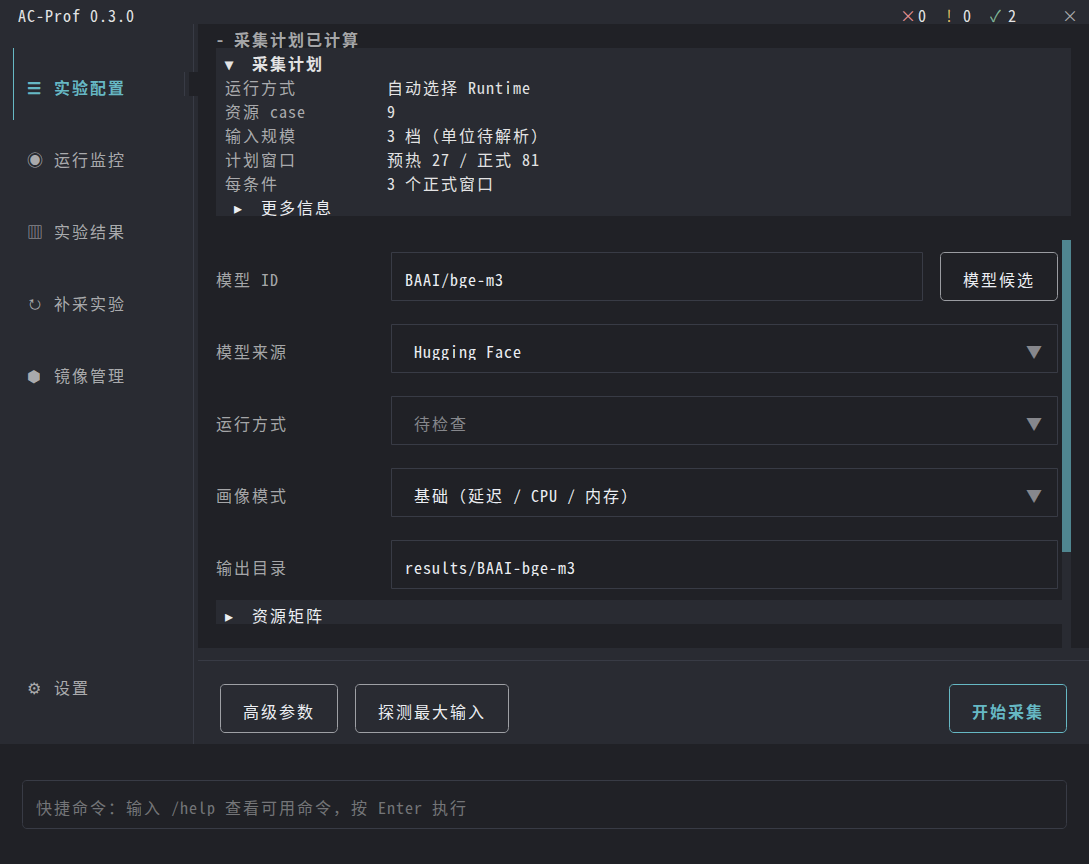 AC-Prof 0.3.0
✕ 0 ! 0 ✓ 2 ✕
☰ 实验配置
◉ 运行监控
▥ 实验结果
↻ 补采实验
⬢ 镜像管理
⚙ 设置
- 采集计划已计算
▼ 采集计划
运行方式 自动选择 Runtime
资源 case 9
输入规模 3 档（单位待解析）
计划窗口 预热 27 / 正式 81
每条件 3 个正式窗口
▶ 更多信息
模型 ID BAAI/bge-m3 模型候选
模型来源 Hugging Face ▼
运行方式 待检查 ▼
画像模式 基础（延迟 / CPU / 内存） ▼
输出目录 results/BAAI-bge-m3
▶ 资源矩阵
高级参数 探测最大输入 开始采集
快捷命令：输入 /help 查看可用命令，按 Enter 执行